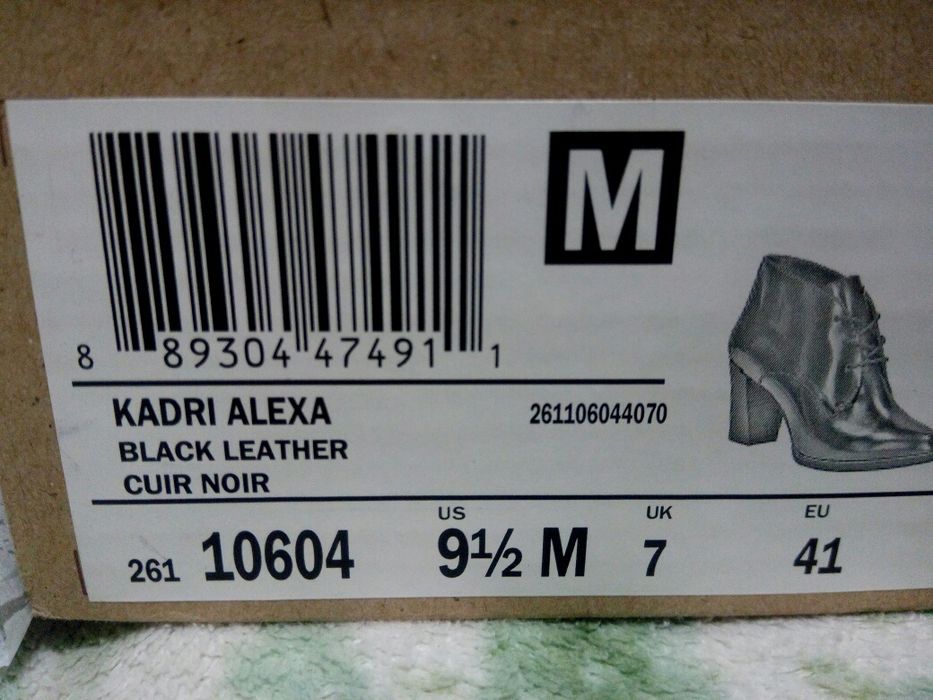 M
8 89304 47491 1
KADRI ALEXA 261106044070
BLACK LEATHER
CUIR NOIR
US UK EU
261 10604 9½ M 7 41